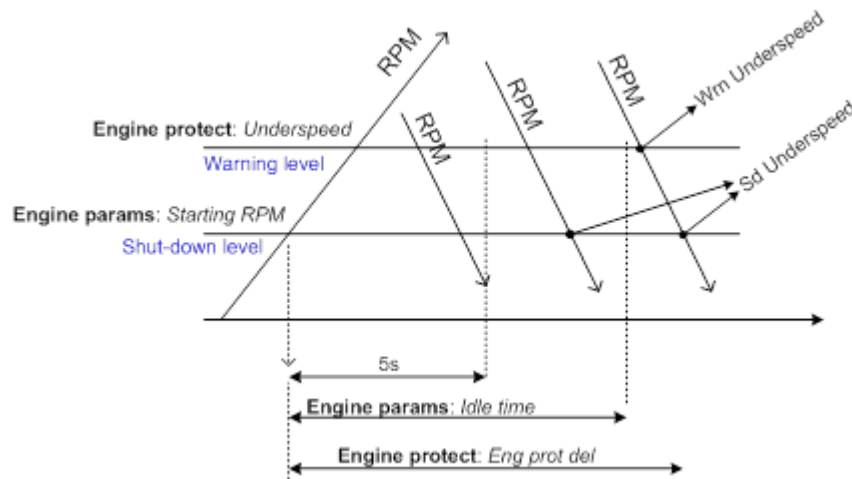 RPM
RPM
RPM
RPM
Wrn Underspeed
Engine protect: Underspeed
Warning level
Sd Underspeed
Engine params: Starting RPM
Shut-down level
5s
Engine params: Idle time
Engine protect: Eng prot del